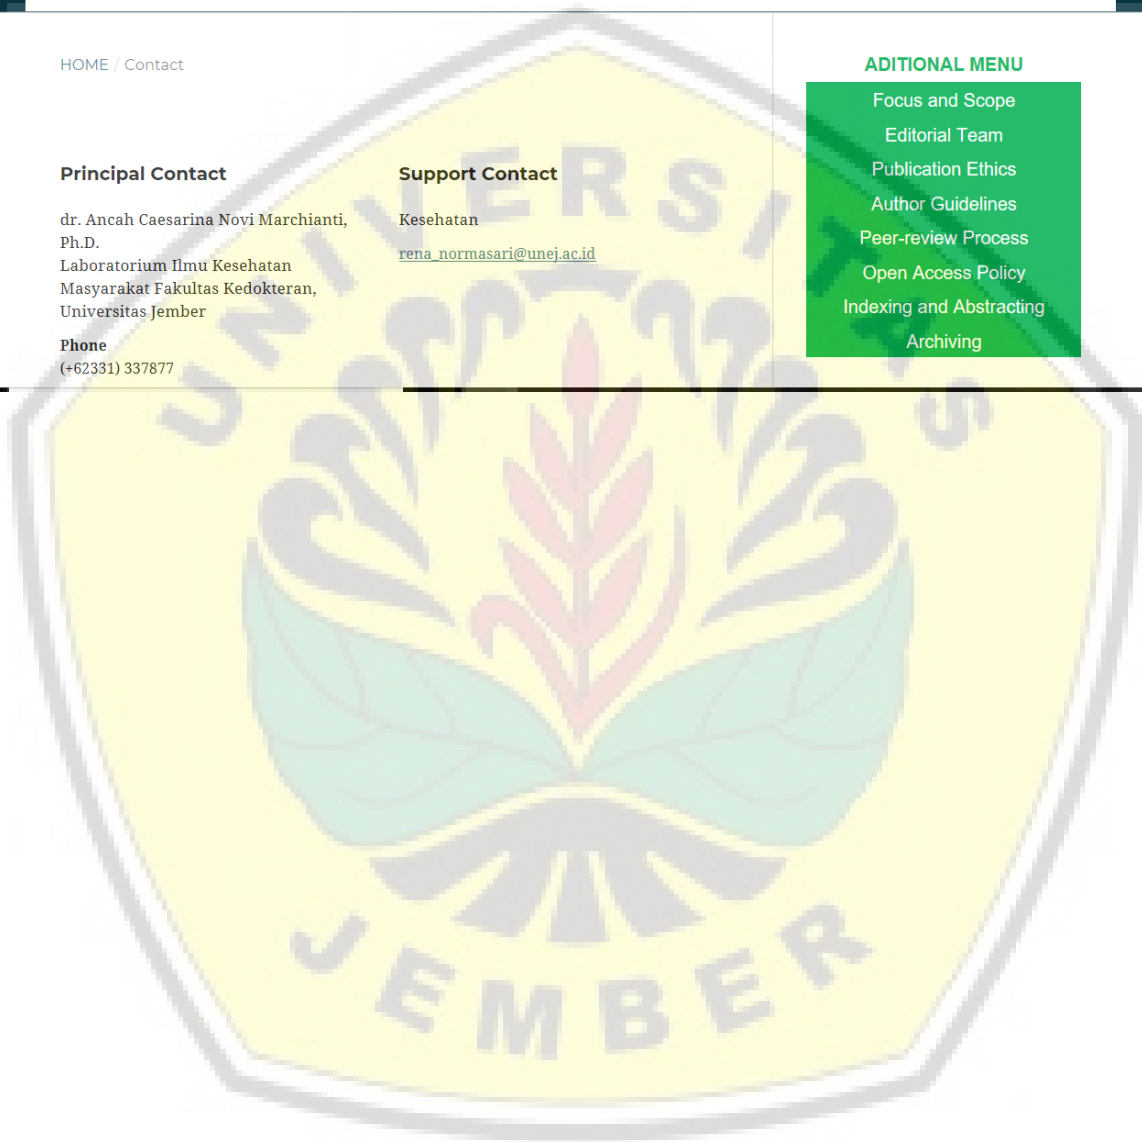 HOME / Contact
Principal Contact
dr. Ancah Caesarina Novi Marchianti,
Ph.D.
Laboratorium Ilmu Kesehatan
Masyarakat Fakultas Kedokteran,
Universitas Jember
Phone
(+62331) 337877
Support Contact
Kesehatan
rena_normasari@unej.ac.id
ADITIONAL MENU
Focus and Scope
Editorial Team
Publication Ethics
Author Guidelines
Peer-review Process
Open Access Policy
Indexing and Abstracting
Archiving
UNIVERSITAS
JEMBER